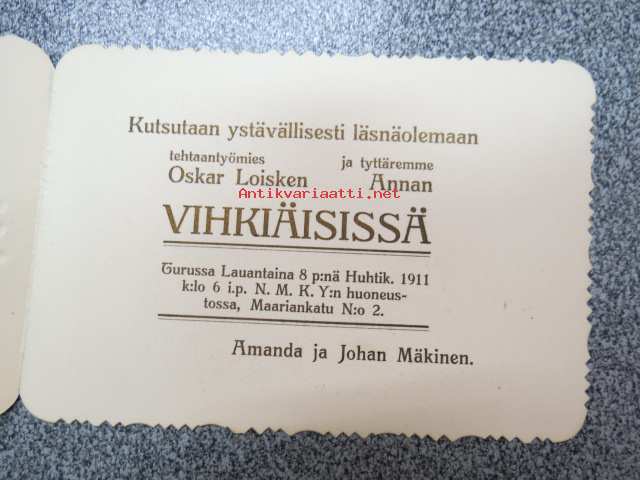 Kutsutaan ystävällisesti läsnäolemaan
tehtaantyömies ja tyttäremme
Oskar Loisken Annan
Antikvariaatti.net
VIHKIÄISISSÄ
Turussa Lauantaina 8 p:nä Huhtik. 1911
k:lo 6 i.p. N. M. K. Y:n huoneus-
tossa, Maariankatu N:o 2.
Amanda ja Johan Mäkinen.